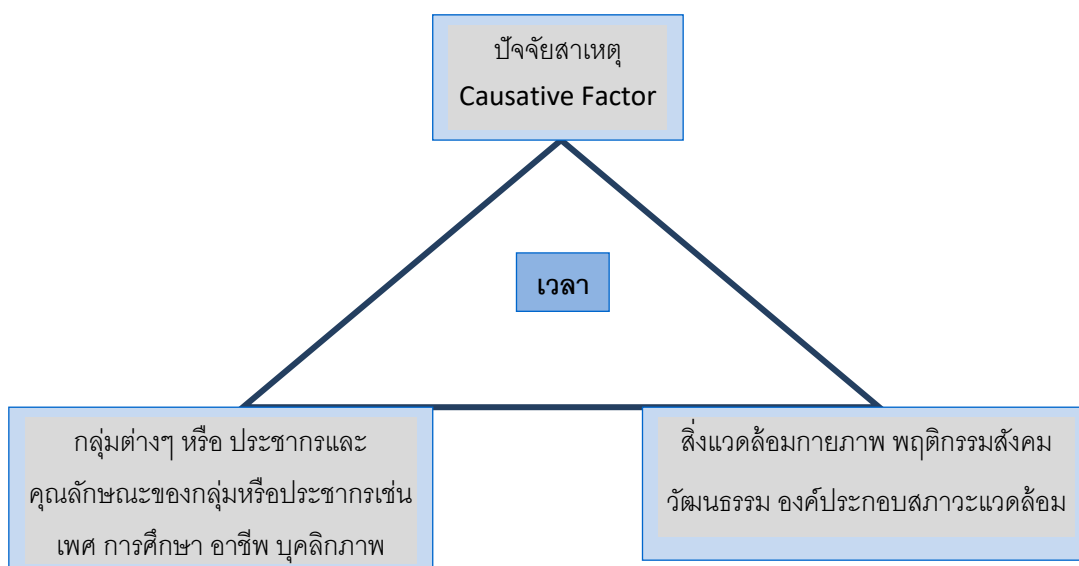 ปัจจัยสาเหตุ
Causative Factor
เวลา
กลุ่มต่างๆ หรือ ประชากรและ
คุณลักษณะของกลุ่มหรือประชากรเช่น
เพศ การศึกษา อาชีพ บุคลิกภาพ
สิ่งแวดล้อมกายภาพ พฤติกรรมสังคม
วัฒนธรรม องค์ประกอบสภาวะแวดล้อม